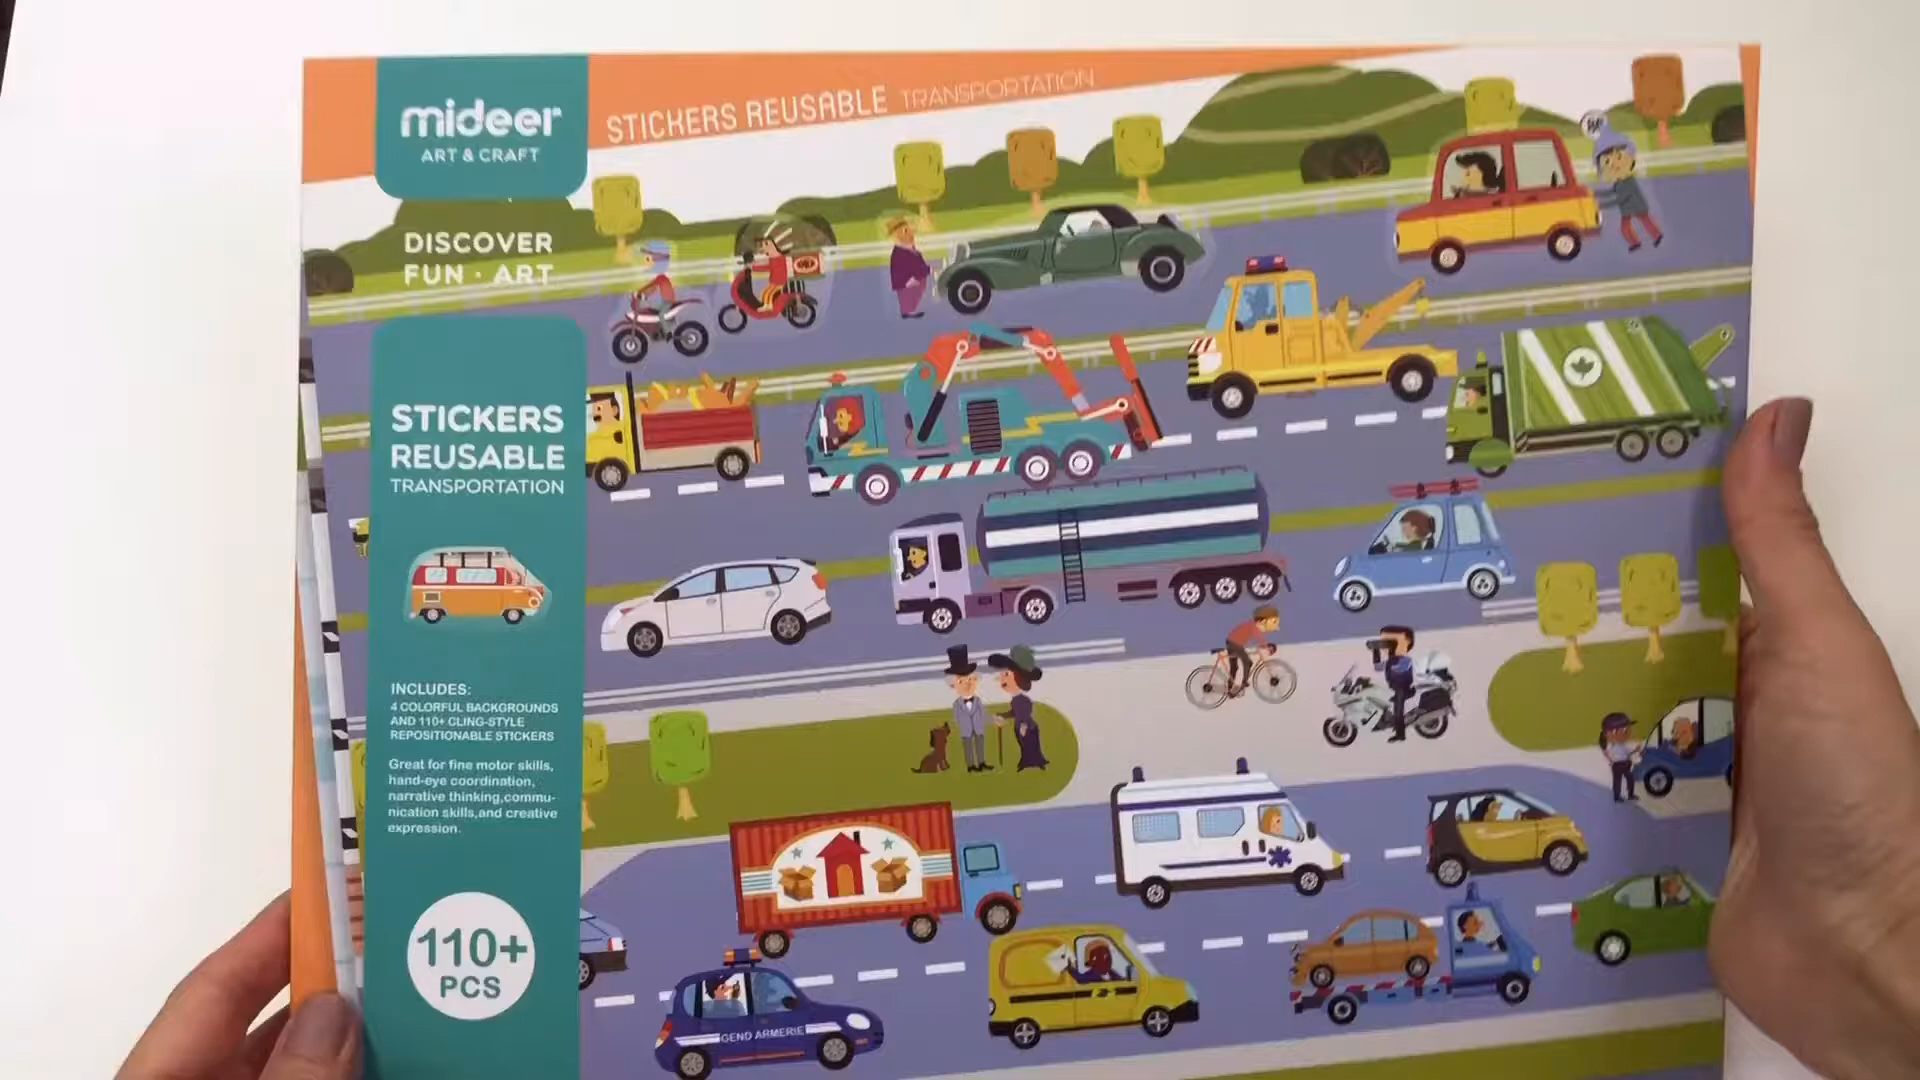 mideer
ART & CRAFT
STICKERS REUSABLE TRANSPORTATION
DISCOVER
FUN · ART
STICKERS
REUSABLE
TRANSPORTATION
INCLUDES:
4 COLORFUL BACKGROUNDS
AND 110+ CLING-STYLE
REPOSITIONABLE STICKERS
Great for fine motor skills,
hand-eye coordination,
narrative thinking,commu-
nication skills,and creative
expression.
110+
PCS
GEND ARMERIE